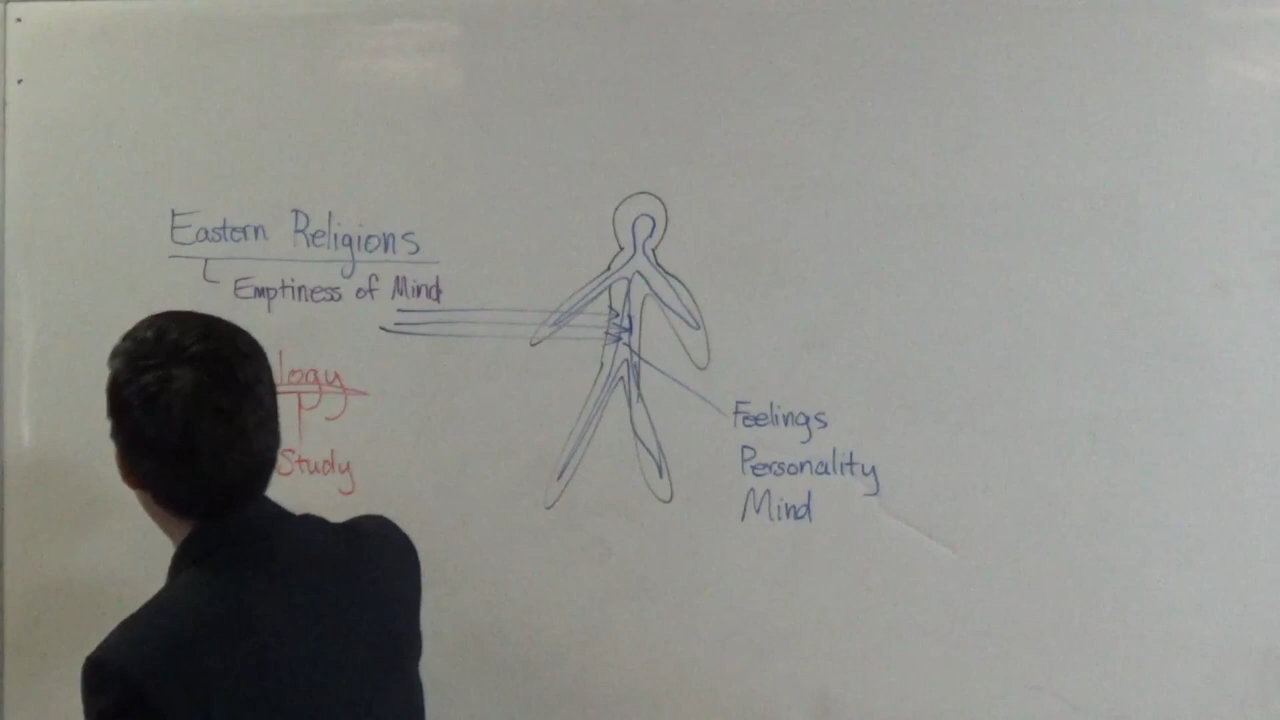 Eastern Religions
Emptiness of Mind
logy
Study
Feelings
Personality
Mind